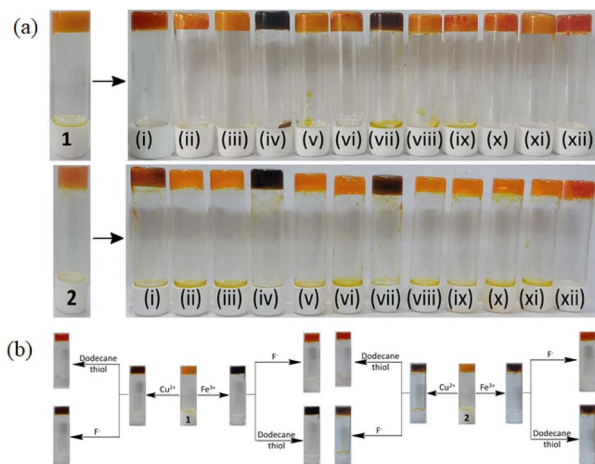 (a)
1
(i) (ii) (iii) (iv) (v) (vi) (vii) (viii) (ix) (x) (xi) (xii)
2
(i) (ii) (iii) (iv) (v) (vi) (vii) (viii) (ix) (x) (xi) (xii)
(b)
Dodecane
thiol
Cu²⁺
Fe³⁺
1
F⁻
F⁻
Dodecane
thiol
Dodecane
thiol
Cu²⁺
Fe³⁺
2
F⁻
F⁻
Dodecane
thiol